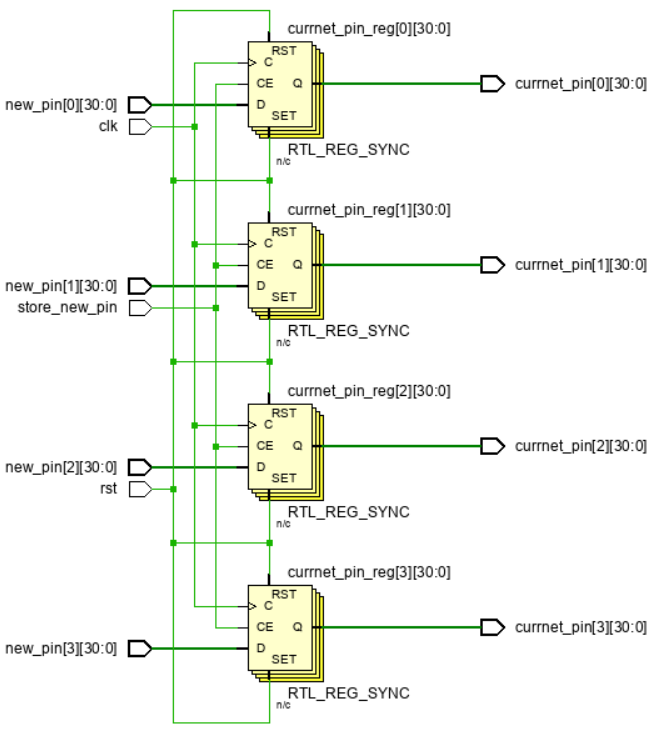 currnet_pin_reg[0][30:0]
RST
C
CE Q currnet_pin[0][30:0]
new_pin[0][30:0] D
SET
clk
RTL_REG_SYNC
n/c
currnet_pin_reg[1][30:0]
RST
C
CE Q currnet_pin[1][30:0]
new_pin[1][30:0] D
SET
store_new_pin
RTL_REG_SYNC
n/c
currnet_pin_reg[2][30:0]
RST
C
CE Q currnet_pin[2][30:0]
new_pin[2][30:0] D
SET
rst
RTL_REG_SYNC
n/c
currnet_pin_reg[3][30:0]
RST
C
CE Q currnet_pin[3][30:0]
new_pin[3][30:0] D
SET
RTL_REG_SYNC
n/c